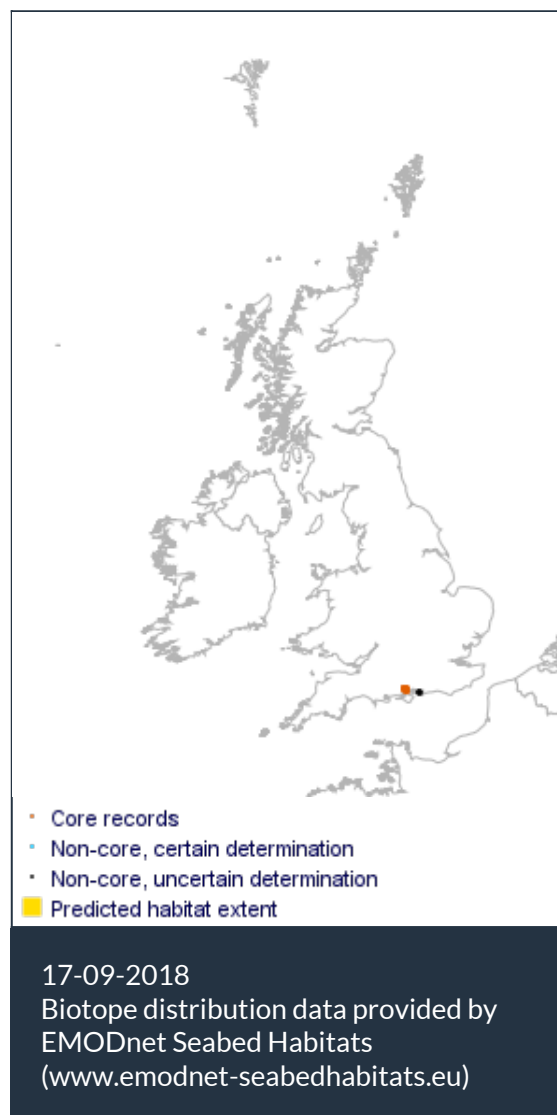 Core records
Non-core, certain determination
Non-core, uncertain determination
Predicted habitat extent
17-09-2018
Biotope distribution data provided by
EMODnet Seabed Habitats
(www.emodnet-seabedhabitats.eu)